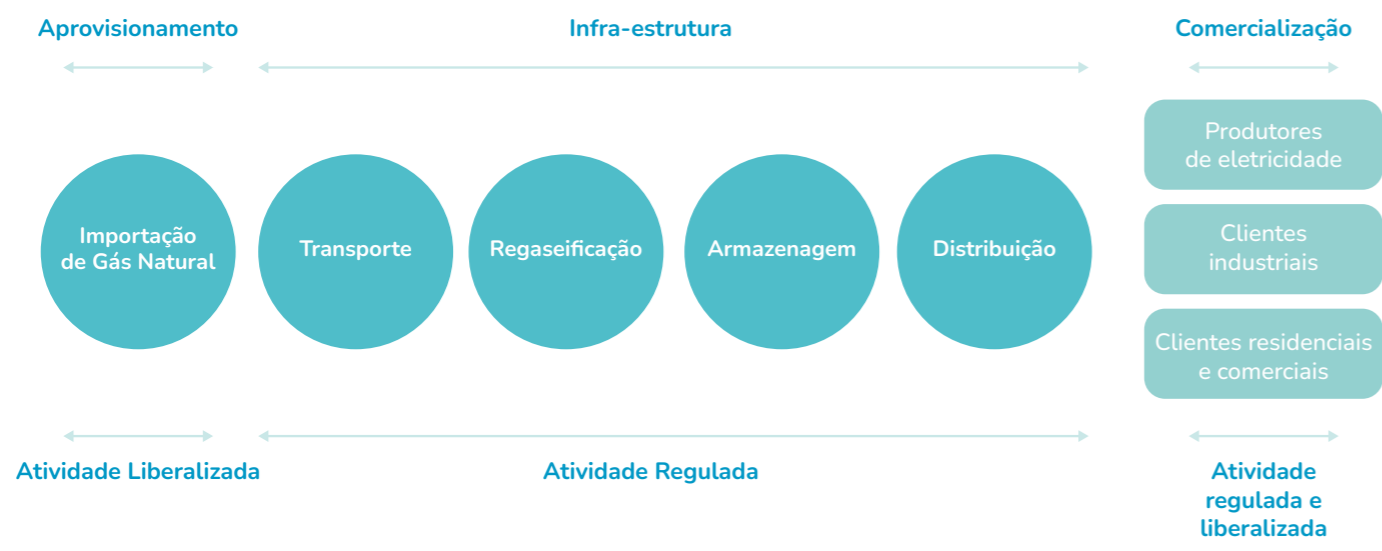 Aprovisionamento
Infra-estrutura
Comercialização
Importação
de Gás Natural
Transporte
Regaseificação
Armazenagem
Distribuição
Produtores
de eletricidade
Clientes
industriais
Clientes residenciais
e comerciais
Atividade Liberalizada
Atividade Regulada
Atividade
regulada e
liberalizada